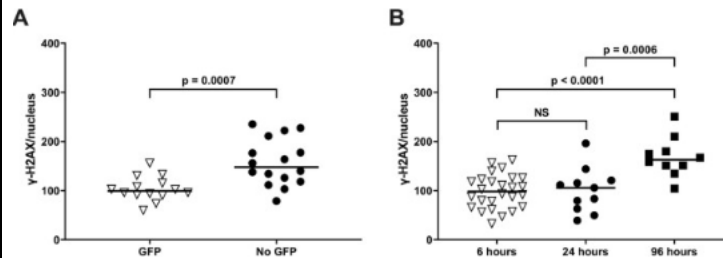 A
γ-H2AX/nucleus
400
300
200
100
0
p = 0.0007
GFP
No GFP
B
γ-H2AX/nucleus
400
300
200
100
0
p = 0.0006
p < 0.0001
NS
6 hours
24 hours
96 hours